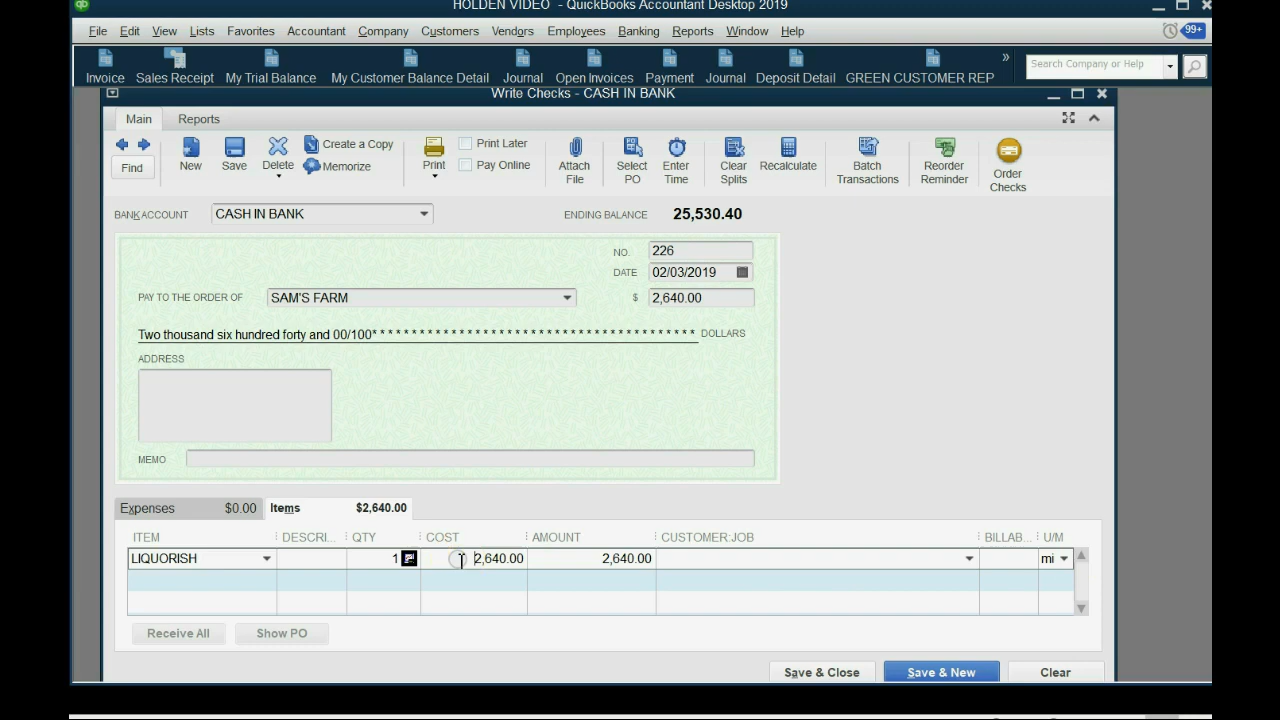 HOLDEN VIDEO - QuickBooks Accountant Desktop 2019
File Edit View Lists Favorites Accountant Company Customers Vendors Employees Banking Reports Window Help 99+
Invoice Sales Receipt My Trial Balance My Customer Balance Detail Journal Open Invoices Payment Journal Deposit Detail GREEN CUSTOMER REP » Search Company or Help
Write Checks - CASH IN BANK
Main Reports
Find New Save Delete Create a Copy Memorize Print Print Later Pay Online Attach File Select PO Enter Time Clear Splits Recalculate Batch Transactions Reorder Reminder Order Checks
BANK ACCOUNT CASH IN BANK ENDING BALANCE 25,530.40
NO. 226
DATE 02/03/2019
PAY TO THE ORDER OF SAM'S FARM $ 2,640.00
Two thousand six hundred forty and 00/100* * * * * * * * * * * * * * * * * * * * * * * * * * * * * * * * * * * * * * * * DOLLARS
ADDRESS
MEMO
Expenses $0.00 Items $2,640.00
ITEM DESCRI... QTY COST AMOUNT CUSTOMER:JOB BILLAB... U/M
LIQUORISH 1 2,640.00 2,640.00 mi
Receive All Show PO
Save & Close Save & New Clear